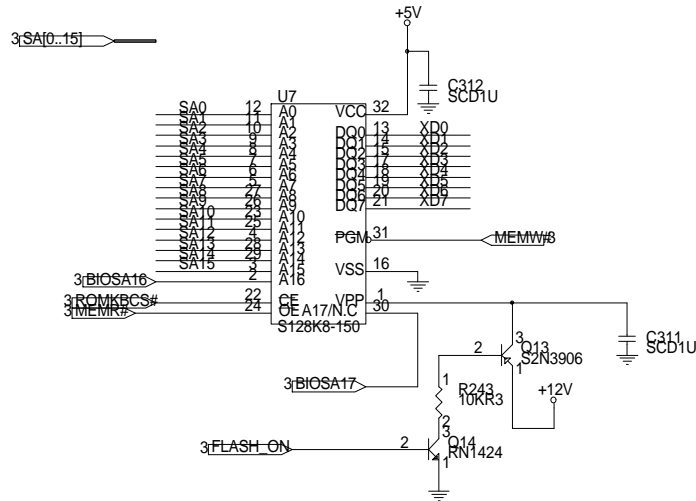 +5V
3 SA[0..15]
C312
SCD1U
U7
SA0 12 A0 VCC 32
SA1 11 A1 DQ0 13 XD0
SA2 10 A2 DQ1 14 XD1
SA3 9 A3 DQ2 15 XD2
SA4 8 A4 DQ3 17 XD3
SA5 7 A5 DQ4 18 XD4
SA6 6 A6 DQ5 19 XD5
SA7 5 A7 DQ6 20 XD6
SA8 27 A8 DQ7 21 XD7
SA9 26 A9
SA10 23 A10
SA11 25 A11 PGM 31 MEMW# 3
SA12 4 A12
SA13 28 A13
SA14 29 A14 VSS 16
SA15 3 A15
3 BIOSA16 2 A16
3 ROMKBCS# 22 CE VPP 1
3 MEMR# 24 OE A17/N.C 30
S128K8-150
C311
SCD1U
3
2 Q13
S2N3906
1
3 BIOSA17
1
R243
10KR3
2
+12V
3
3 FLASH_ON 2 Q14
RN1424
1